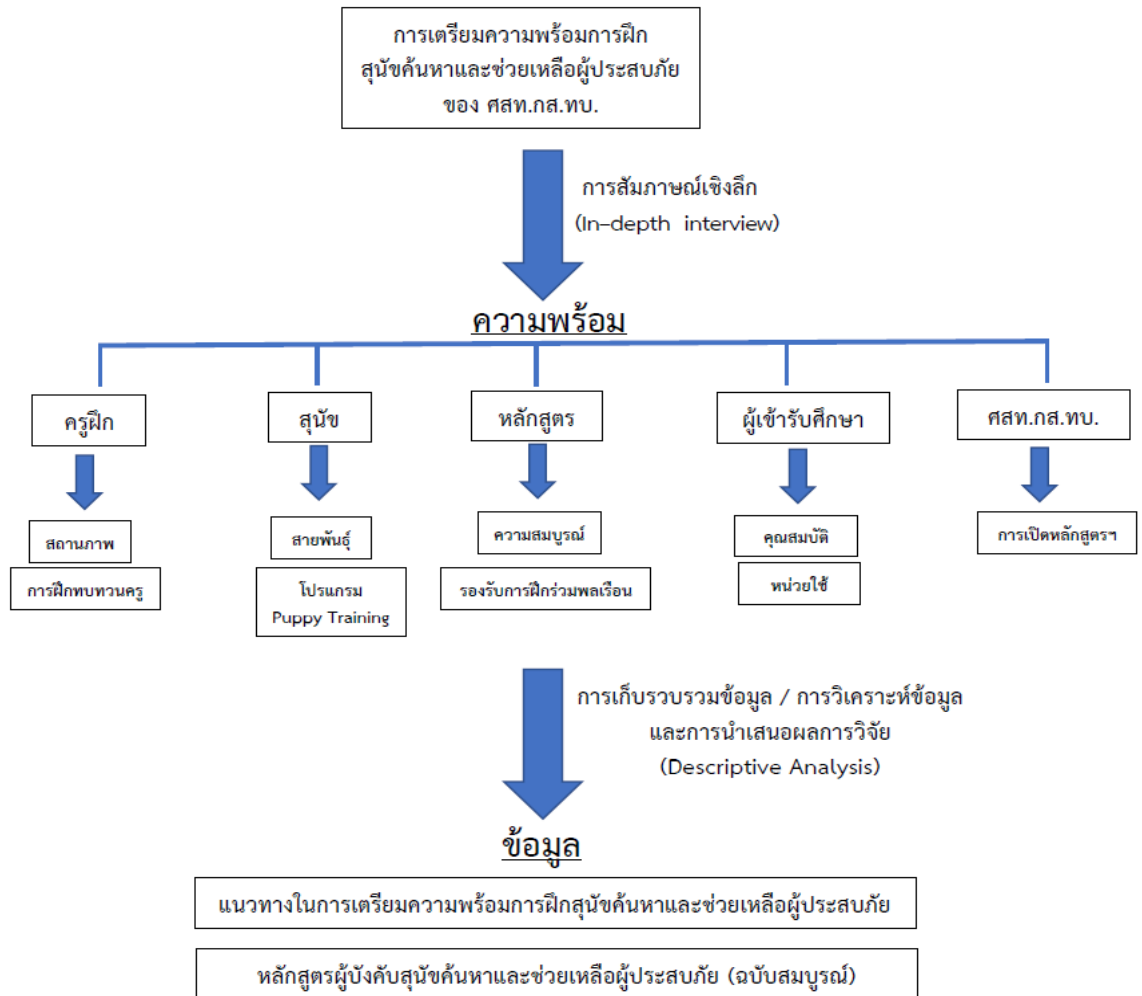 การเตรียมความพร้อมการฝึก
สุนัขค้นหาและช่วยเหลือผู้ประสบภัย
ของ ศสท.กส.ทบ.
การสัมภาษณ์เชิงลึก
(In-depth interview)
ความพร้อม
ครูฝึก
สุนัข
หลักสูตร
ผู้เข้ารับศึกษา
ศสท.กส.ทบ.
สถานภาพ
การฝึกทบทวนครู
สายพันธุ์
โปรแกรม
Puppy Training
ความสมบูรณ์
รองรับการฝึกร่วมพลเรือน
คุณสมบัติ
หน่วยใช้
การเปิดหลักสูตรฯ
การเก็บรวบรวมข้อมูล / การวิเคราะห์ข้อมูล
และการนำเสนอผลการวิจัย
(Descriptive Analysis)
ข้อมูล
แนวทางในการเตรียมความพร้อมการฝึกสุนัขค้นหาและช่วยเหลือผู้ประสบภัย
หลักสูตรผู้บังคับสุนัขค้นหาและช่วยเหลือผู้ประสบภัย (ฉบับสมบูรณ์)